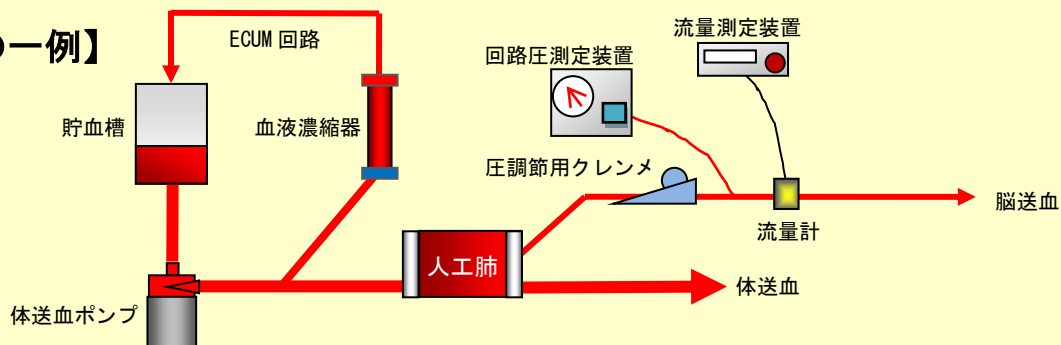 の一例】
ECUM 回路
流量測定装置
回路圧測定装置
貯血槽
血液濃縮器
圧調節用クレンメ
脳送血
流量計
人工肺
体送血
体送血ポンプ